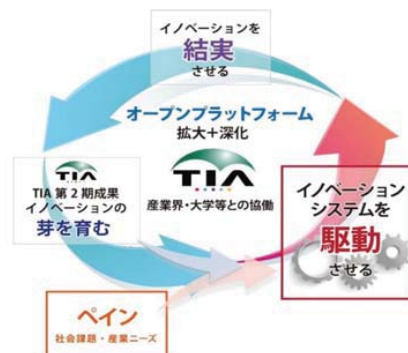 イノベーションを
結実
させる
オープンプラットフォーム
拡大＋深化
TIA
産業界・大学等との協働
TIA
TIA 第2期成果
イノベーションの
芽を育む
イノベーション
システムを
駆動
させる
ペイン
社会課題・産業ニーズ